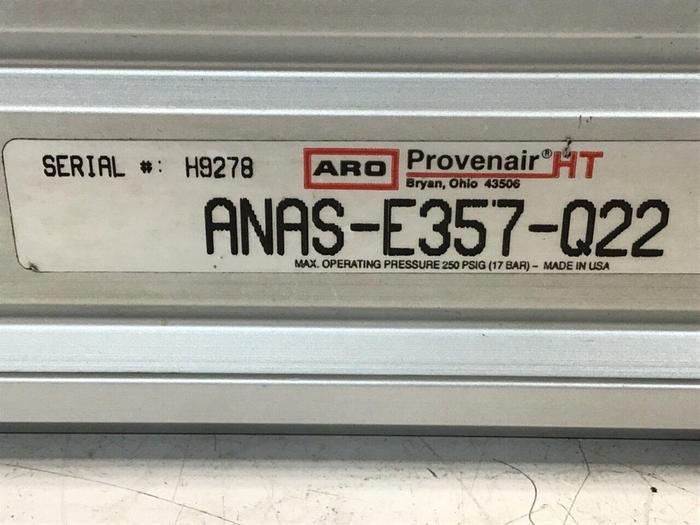 SERIAL #: H9278
ARO Provenair® HT
Bryan, Ohio 43506
ANAS-E357-Q22
MAX. OPERATING PRESSURE 250 PSIG (17 BAR) – MADE IN USA